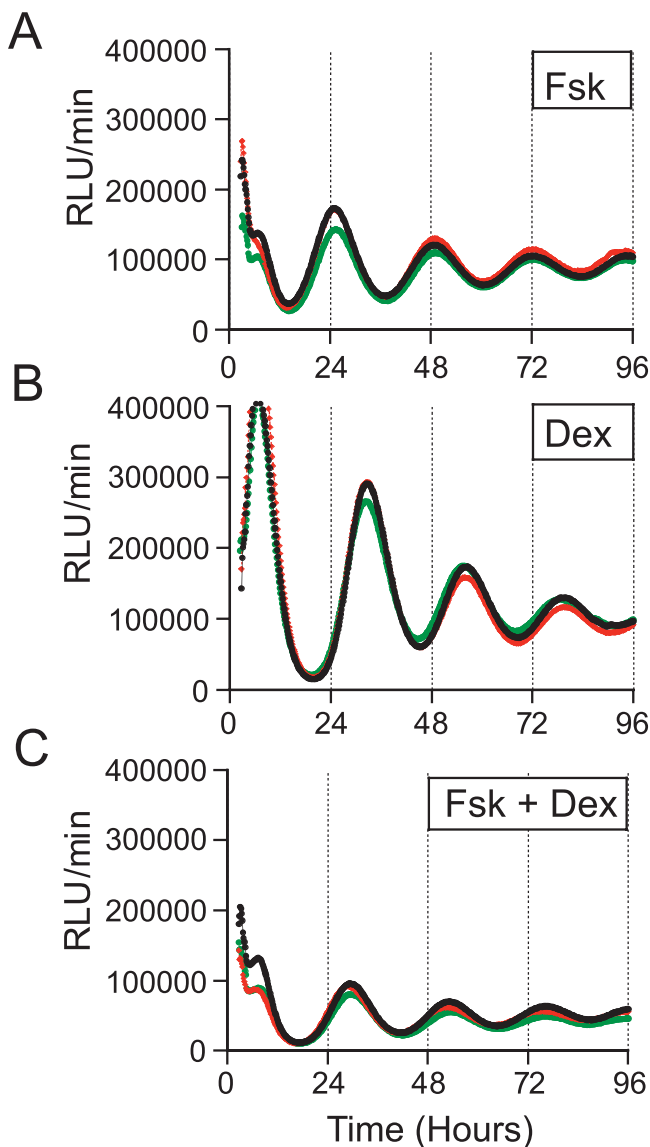 A
400000
Fsk
300000
RLU/min
200000
100000
0
0 24 48 72 96
B
400000
Dex
300000
RLU/min
200000
100000
0
0 24 48 72 96
C
400000
Fsk + Dex
300000
RLU/min
200000
100000
0
0 24 48 72 96
Time (Hours)